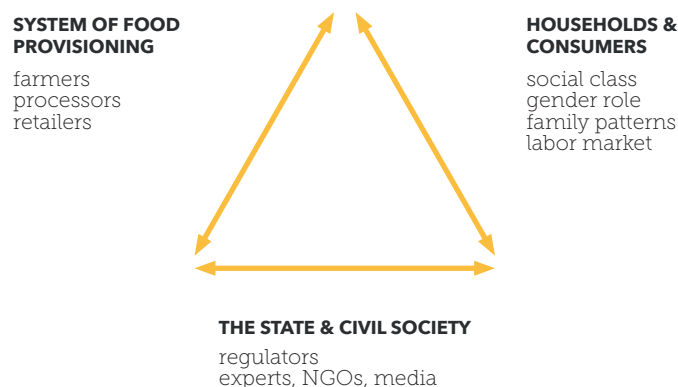 SYSTEM OF FOOD
PROVISIONING
farmers
processors
retailers
HOUSEHOLDS &
CONSUMERS
social class
gender role
family patterns
labor market
THE STATE & CIVIL SOCIETY
regulators
experts, NGOs, media